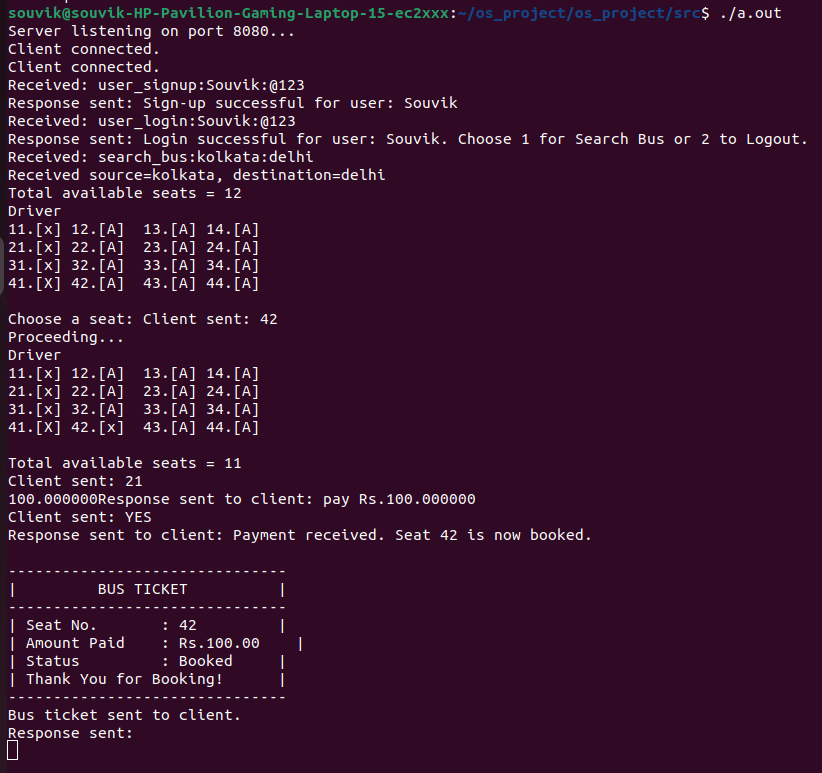 souvik@souvik-HP-Pavilion-Gaming-Laptop-15-ec2xxx:~/os_project/os_project/src$ ./a.out
Server listening on port 8080...
Client connected.
Client connected.
Received: user_signup:Souvik:@123
Response sent: Sign-up successful for user: Souvik
Received: user_login:Souvik:@123
Response sent: Login successful for user: Souvik. Choose 1 for Search Bus or 2 to Logout.
Received: search_bus:kolkata:delhi
Received source=kolkata, destination=delhi
Total available seats = 12
Driver
11.[x] 12.[A]  13.[A] 14.[A]
21.[x] 22.[A]  23.[A] 24.[A]
31.[x] 32.[A]  33.[A] 34.[A]
41.[X] 42.[A]  43.[A] 44.[A]

Choose a seat: Client sent: 42
Proceeding...
Driver
11.[x] 12.[A]  13.[A] 14.[A]
21.[x] 22.[A]  23.[A] 24.[A]
31.[x] 32.[A]  33.[A] 34.[A]
41.[X] 42.[x]  43.[A] 44.[A]

Total available seats = 11
Client sent: 21
100.000000Response sent to client: pay Rs.100.000000
Client sent: YES
Response sent to client: Payment received. Seat 42 is now booked.

-------------------------------
|         BUS TICKET          |
-------------------------------
| Seat No.       : 42         |
| Amount Paid    : Rs.100.00    |
| Status         : Booked     |
| Thank You for Booking!      |
-------------------------------
Bus ticket sent to client.
Response sent: